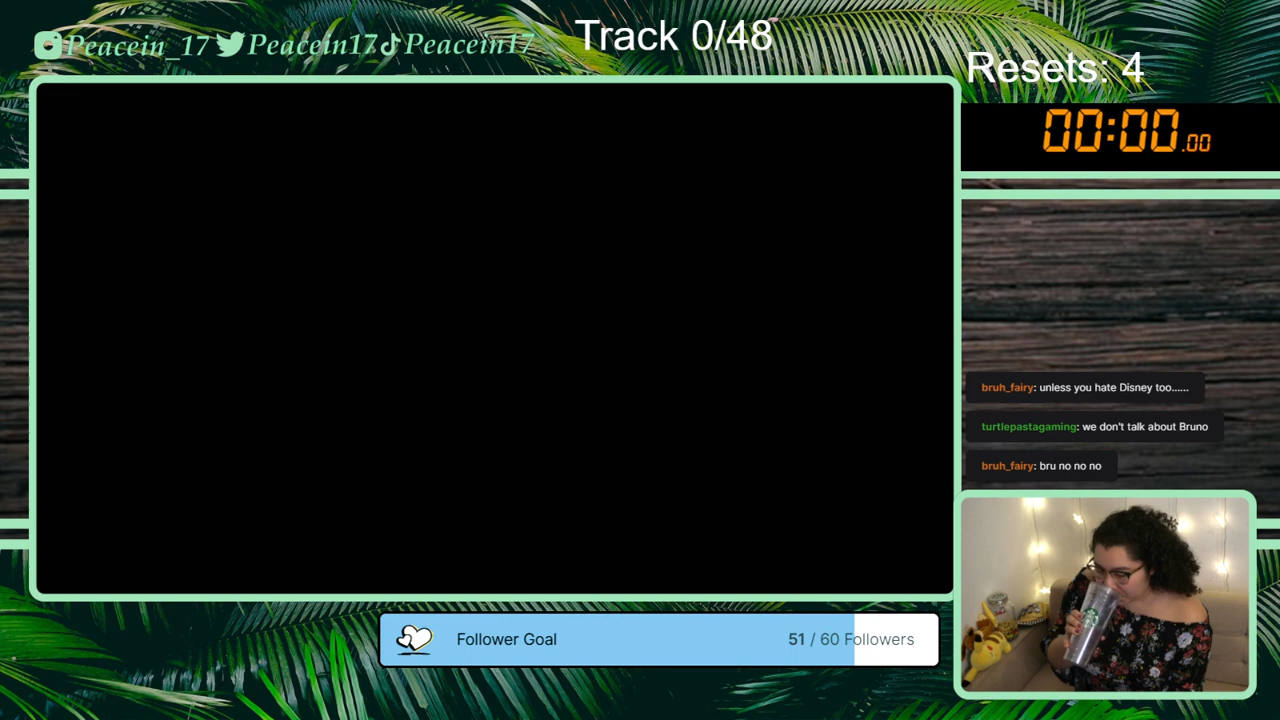 Peacein_17 Peacein17 Peacein17
Track 0/48
Resets: 4
00:00.00
bruh_fairy: unless you hate Disney too......
turtlepastagaming: we don't talk about Bruno
bruh_fairy: bru no no no
Follower Goal
51 / 60 Followers